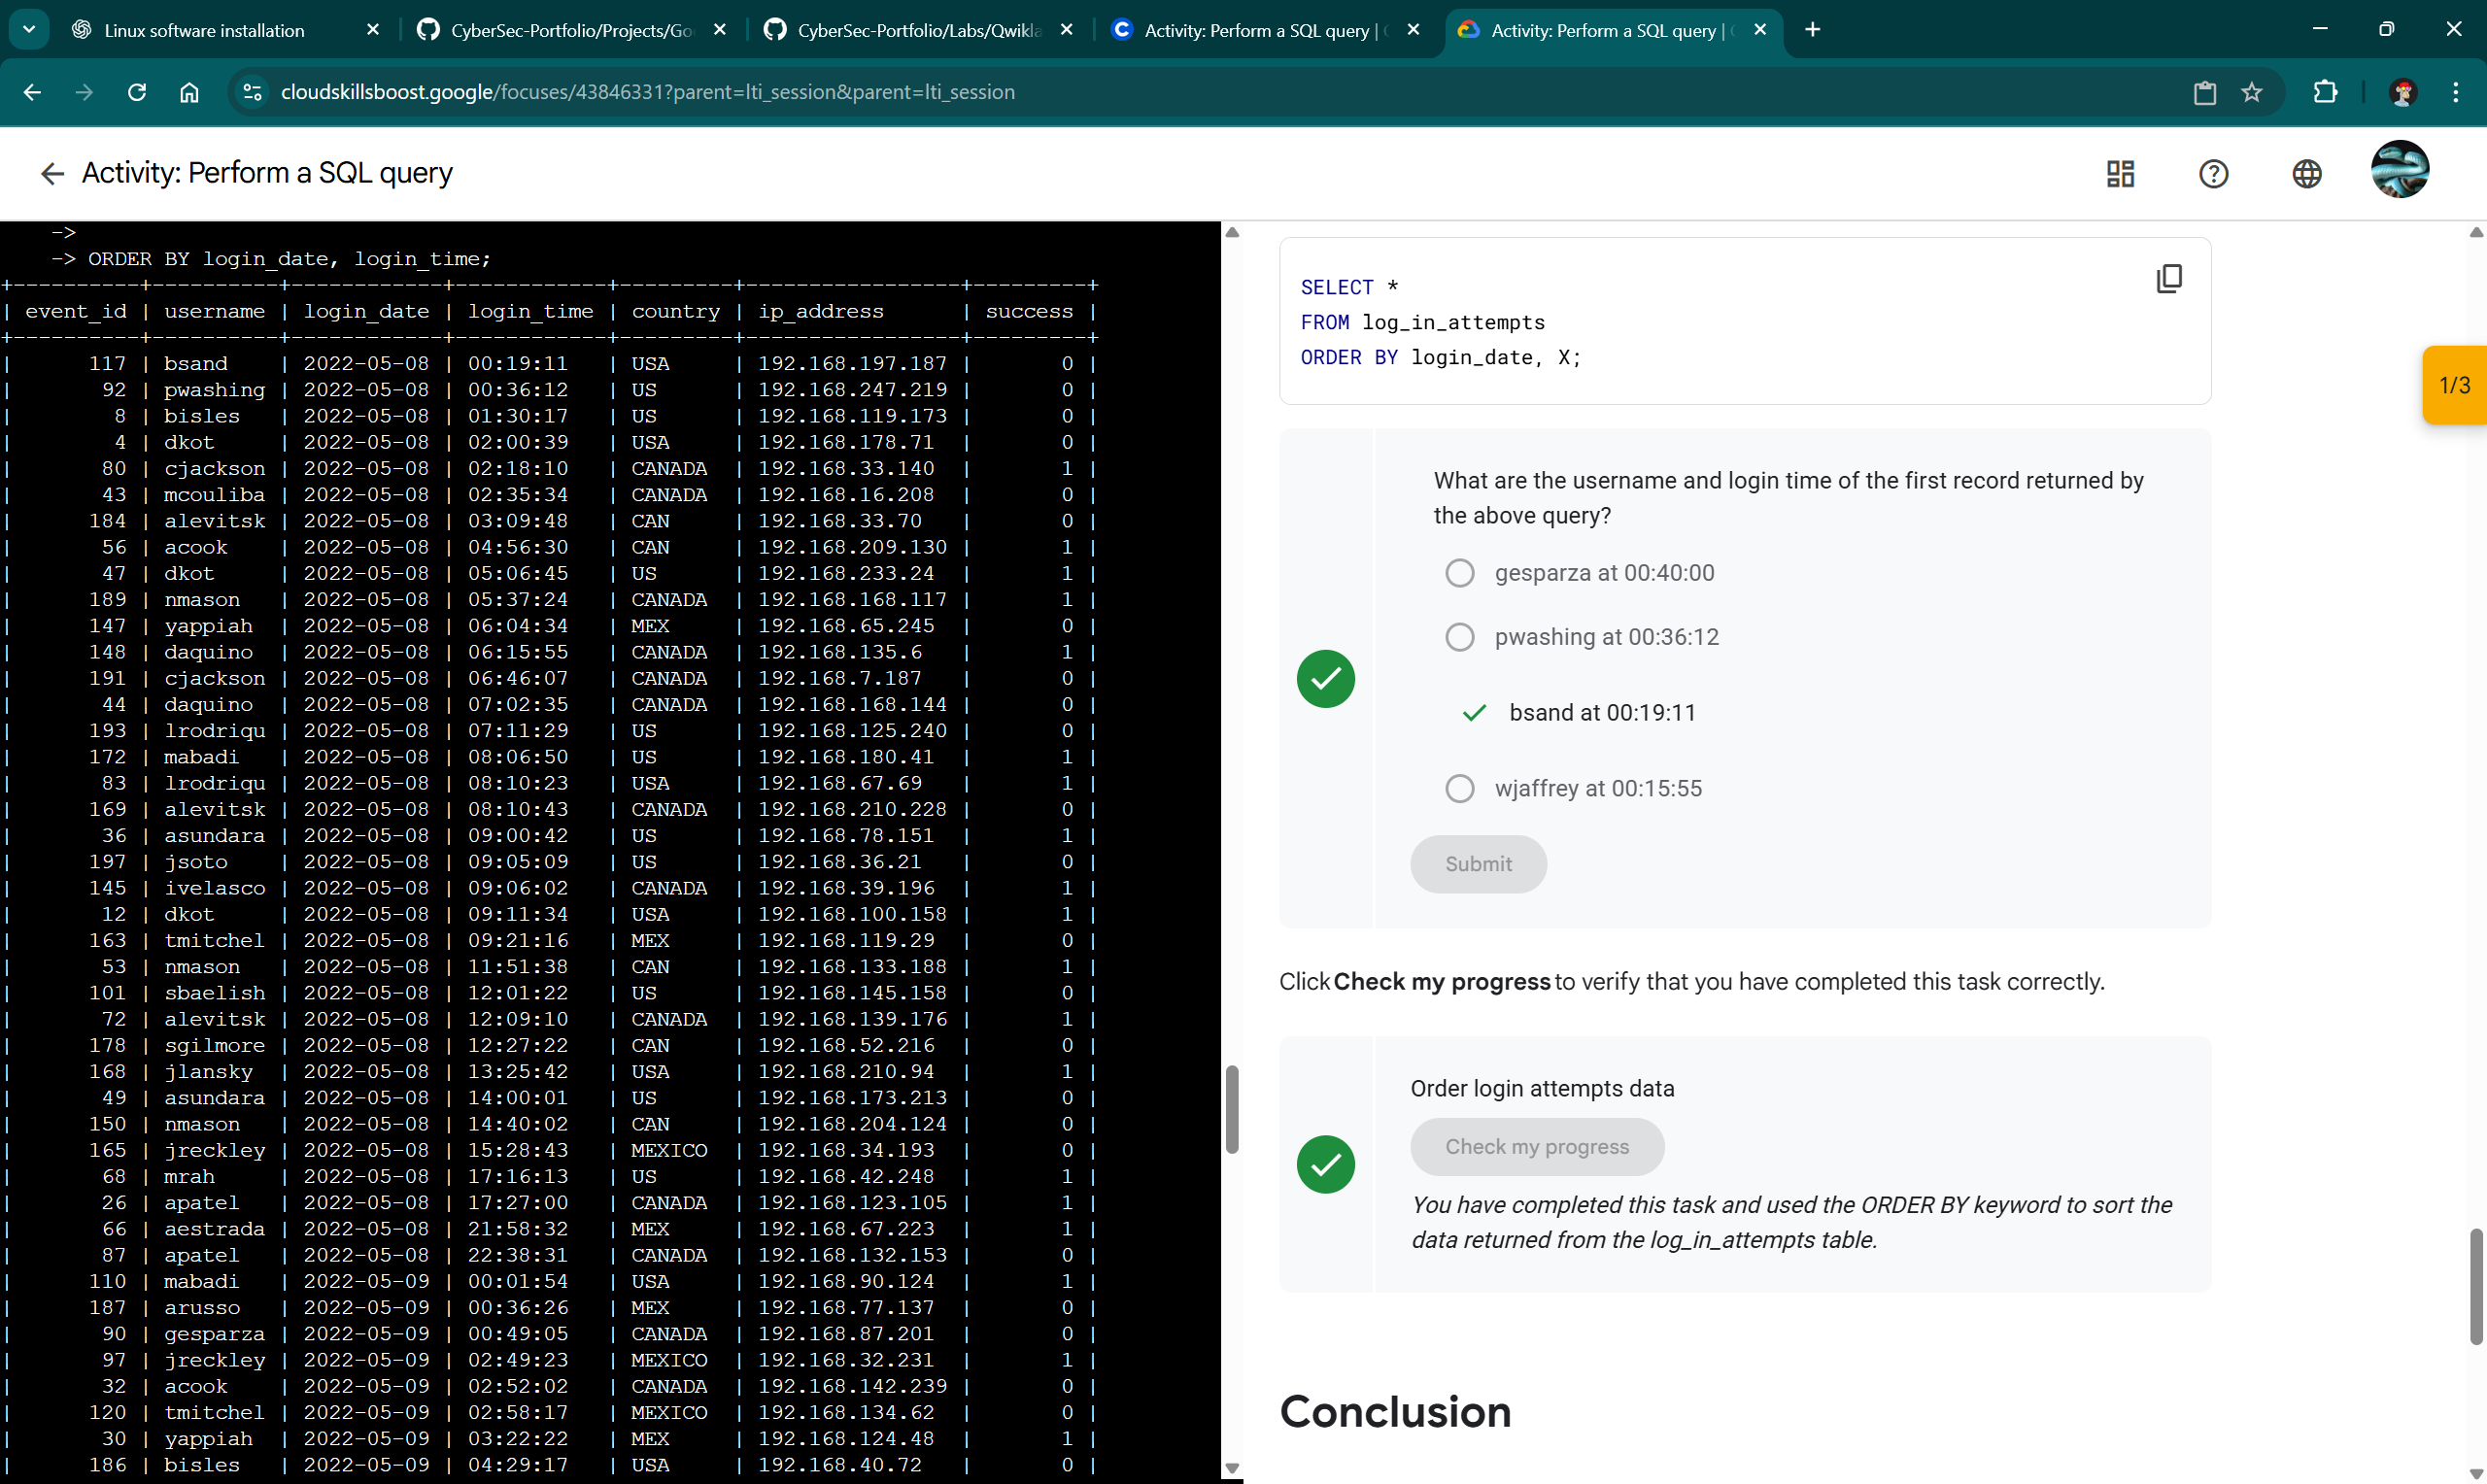 Linux software installation
CyberSec-Portfolio/Projects/Go
CyberSec-Portfolio/Labs/Qwikla
Activity: Perform a SQL query |
Activity: Perform a SQL query |
cloudskillsboost.google/focuses/43846331?parent=lti_session&parent=lti_session
Activity: Perform a SQL query
->
-> ORDER BY login_date, login_time;
+----------+----------+------------+------------+---------+-----------------+---------+
| event_id | username | login_date | login_time | country | ip_address      | success |
+----------+----------+------------+------------+---------+-----------------+---------+
|      117 | bsand    | 2022-05-08 | 00:19:11   | USA     | 192.168.197.187 |       0 |
|       92 | pwashing | 2022-05-08 | 00:36:12   | US      | 192.168.247.219 |       0 |
|        8 | bisles   | 2022-05-08 | 01:30:17   | US      | 192.168.119.173 |       0 |
|        4 | dkot     | 2022-05-08 | 02:00:39   | USA     | 192.168.178.71  |       0 |
|       80 | cjackson | 2022-05-08 | 02:18:10   | CANADA  | 192.168.33.140  |       1 |
|       43 | mcouliba | 2022-05-08 | 02:35:34   | CANADA  | 192.168.16.208  |       0 |
|      184 | alevitsk | 2022-05-08 | 03:09:48   | CAN     | 192.168.33.70   |       0 |
|       56 | acook    | 2022-05-08 | 04:56:30   | CAN     | 192.168.209.130 |       1 |
|       47 | dkot     | 2022-05-08 | 05:06:45   | US      | 192.168.233.24  |       1 |
|      189 | nmason   | 2022-05-08 | 05:37:24   | CANADA  | 192.168.168.117 |       1 |
|      147 | yappiah  | 2022-05-08 | 06:04:34   | MEX     | 192.168.65.245  |       0 |
|      148 | daquino  | 2022-05-08 | 06:15:55   | CANADA  | 192.168.135.6   |       1 |
|      191 | cjackson | 2022-05-08 | 06:46:07   | CANADA  | 192.168.7.187   |       0 |
|       44 | daquino  | 2022-05-08 | 07:02:35   | CANADA  | 192.168.168.144 |       0 |
|      193 | lrodriqu | 2022-05-08 | 07:11:29   | US      | 192.168.125.240 |       0 |
|      172 | mabadi   | 2022-05-08 | 08:06:50   | US      | 192.168.180.41  |       1 |
|       83 | lrodriqu | 2022-05-08 | 08:10:23   | USA     | 192.168.67.69   |       1 |
|      169 | alevitsk | 2022-05-08 | 08:10:43   | CANADA  | 192.168.210.228 |       0 |
|       36 | asundara | 2022-05-08 | 09:00:42   | US      | 192.168.78.151  |       1 |
|      197 | jsoto    | 2022-05-08 | 09:05:09   | US      | 192.168.36.21   |       0 |
|      145 | ivelasco | 2022-05-08 | 09:06:02   | CANADA  | 192.168.39.196  |       1 |
|       12 | dkot     | 2022-05-08 | 09:11:34   | USA     | 192.168.100.158 |       1 |
|      163 | tmitchel | 2022-05-08 | 09:21:16   | MEX     | 192.168.119.29  |       0 |
|       53 | nmason   | 2022-05-08 | 11:51:38   | CAN     | 192.168.133.188 |       1 |
|      101 | sbaelish | 2022-05-08 | 12:01:22   | US      | 192.168.145.158 |       0 |
|       72 | alevitsk | 2022-05-08 | 12:09:10   | CANADA  | 192.168.139.176 |       1 |
|      178 | sgilmore | 2022-05-08 | 12:27:22   | CAN     | 192.168.52.216  |       0 |
|      168 | jlansky  | 2022-05-08 | 13:25:42   | USA     | 192.168.210.94  |       1 |
|       49 | asundara | 2022-05-08 | 14:00:01   | US      | 192.168.173.213 |       0 |
|      150 | nmason   | 2022-05-08 | 14:40:02   | CAN     | 192.168.204.124 |       0 |
|      165 | jreckley | 2022-05-08 | 15:28:43   | MEXICO  | 192.168.34.193  |       0 |
|       68 | mrah     | 2022-05-08 | 17:16:13   | US      | 192.168.42.248  |       1 |
|       26 | apatel   | 2022-05-08 | 17:27:00   | CANADA  | 192.168.123.105 |       1 |
|       66 | aestrada | 2022-05-08 | 21:58:32   | MEX     | 192.168.67.223  |       1 |
|       87 | apatel   | 2022-05-08 | 22:38:31   | CANADA  | 192.168.132.153 |       0 |
|      110 | mabadi   | 2022-05-09 | 00:01:54   | USA     | 192.168.90.124  |       1 |
|      187 | arusso   | 2022-05-09 | 00:36:26   | MEX     | 192.168.77.137  |       0 |
|       90 | gesparza | 2022-05-09 | 00:49:05   | CANADA  | 192.168.87.201  |       0 |
|       97 | jreckley | 2022-05-09 | 02:49:23   | MEXICO  | 192.168.32.231  |       1 |
|       32 | acook    | 2022-05-09 | 02:52:02   | CANADA  | 192.168.142.239 |       0 |
|      120 | tmitchel | 2022-05-09 | 02:58:17   | MEXICO  | 192.168.134.62  |       0 |
|       30 | yappiah  | 2022-05-09 | 03:22:22   | MEX     | 192.168.124.48  |       1 |
|      186 | bisles   | 2022-05-09 | 04:29:17   | USA     | 192.168.40.72   |       0 |
SELECT *
FROM log_in_attempts
ORDER BY login_date, X;
1/3
What are the username and login time of the first record returned by
the above query?
gesparza at 00:40:00
pwashing at 00:36:12
bsand at 00:19:11
wjaffrey at 00:15:55
Submit
Click Check my progress to verify that you have completed this task correctly.
Order login attempts data
Check my progress
You have completed this task and used the ORDER BY keyword to sort the
data returned from the log_in_attempts table.
Conclusion